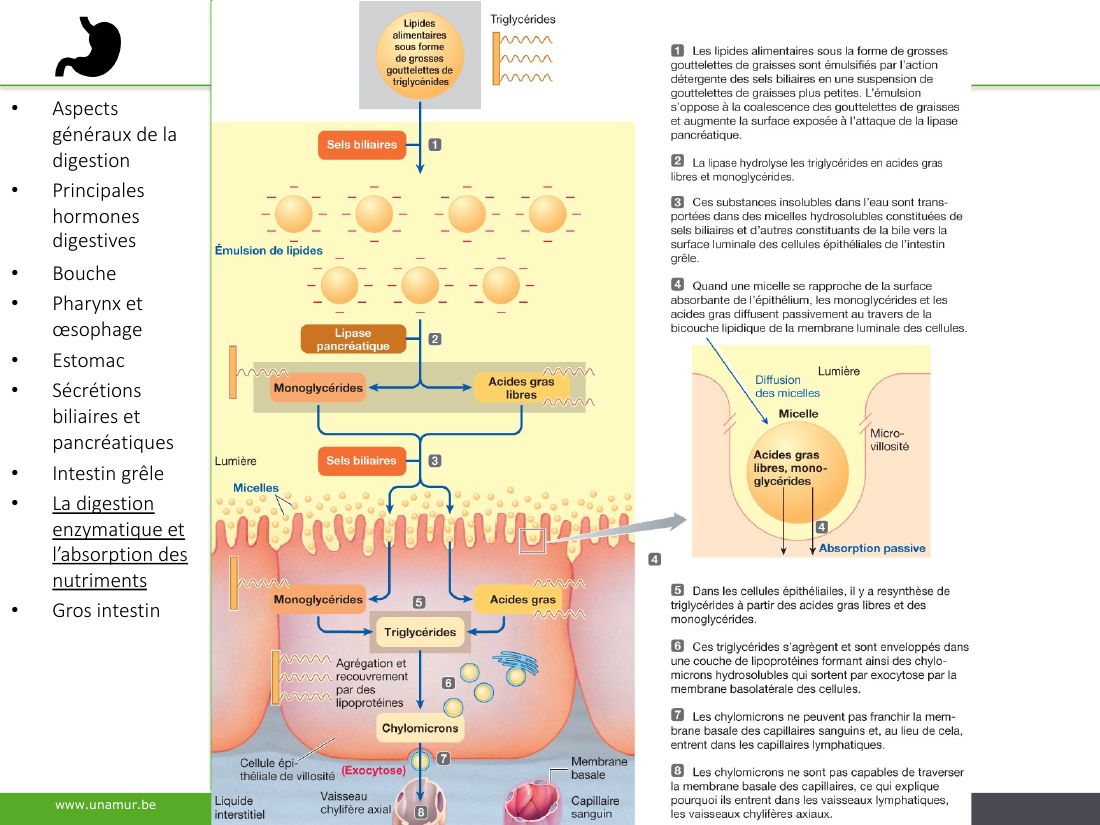 Aspects
généraux de la
digestion
Principales
hormones
digestives
Bouche
Pharynx et
œsophage
Estomac
Sécrétions
biliaires et
pancréatiques
Intestin grêle
La digestion
enzymatique et
l’absorption des
nutriments
Gros intestin
www.unamur.be
Lipides
alimentaires
sous forme
de grosses
gouttelettes de
triglycénides
Triglycérides
Sels biliaires
1
Émulsion de lipides
Lipase
pancréatique
2
Monoglycérides
Acides gras
libres
Lumière
Sels biliaires
3
Micelles
4
Monoglycérides
5
Acides gras
Triglycérides
Agrégation et
recouvrement
par des
lipoprotéines
6
Chylomicrons
Cellule épi-
théliale de villosité
(Exocytose)
7
Membrane
basale
Liquide
interstitiel
Vaisseau
chylifère axial
8
Capillaire
sanguin
1 Les lipides alimentaires sous la forme de grosses
gouttelettes de graisses sont émulsifiés par l’action
détergente des sels biliaires en une suspension de
gouttelettes de graisses plus petites. L’émulsion
s’oppose à la coalescence des gouttelettes de graisses
et augmente la surface exposée à l’attaque de la lipase
pancréatique.
2 La lipase hydrolyse les triglycérides en acides gras
libres et monoglycérides.
3 Ces substances insolubles dans l’eau sont trans-
portées dans des micelles hydrosolubles constituées de
sels biliaires et d’autres constituants de la bile vers la
surface luminale des cellules épithéliales de l’intestin
grêle.
4 Quand une micelle se rapproche de la surface
absorbante de l’épithélium, les monoglycérides et les
acides gras diffusent passivement au travers de la
bicouche lipidique de la membrane luminale des cellules.
Lumière
Diffusion
des micelles
Micelle
Micro-
villosité
Acides gras
libres, mono-
glycérides
4
Absorption passive
5 Dans les cellules épithéliailes, il y a resynthèse de
triglycérides à partir des acides gras libres et des
monoglycérides.
6 Ces triglycérides s’agrègent et sont enveloppés dans
une couche de lipoprotéines formant ainsi des chylo-
microns hydrosolubles qui sortent par exocytose par la
membrane basolatérale des cellules.
7 Les chylomicrons ne peuvent pas franchir la mem-
brane basale des capillaires sanguins et, au lieu de cela,
entrent dans les capillaires lymphatiques.
8 Les chylomicrons ne sont pas capables de traverser
la membrane basale des capillaires, ce qui explique
pourquoi ils entrent dans les vaisseaux lymphatiques,
les vaisseaux chylifères axiaux.